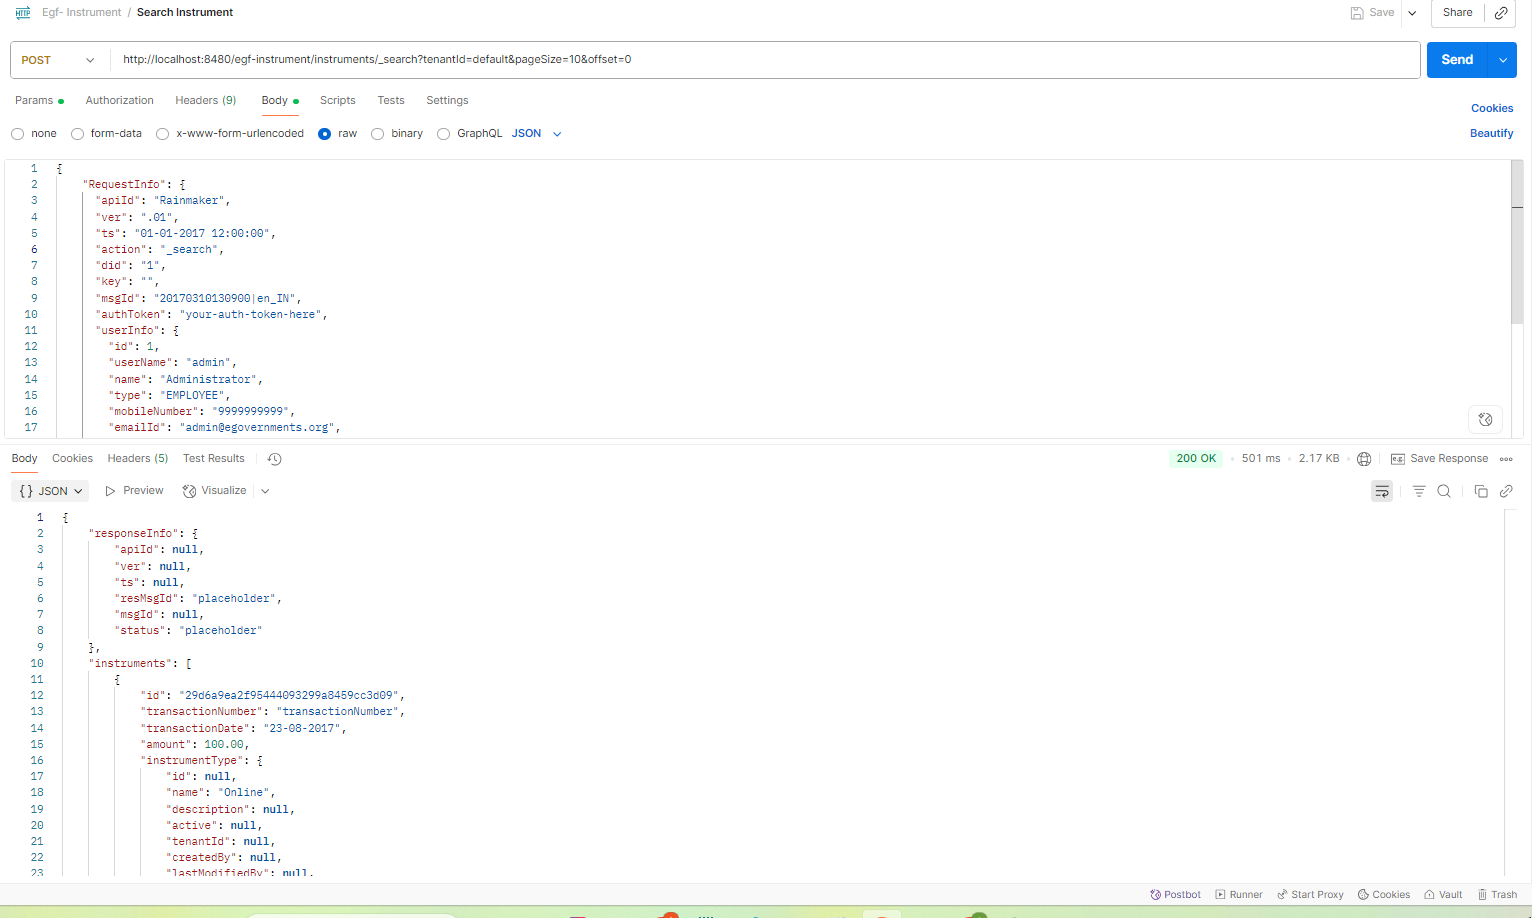 HTTP Egf- Instrument / Search Instrument Save Share
POST http://localhost:8480/egf-instrument/instruments/_search?tenantId=default&pageSize=10&offset=0 Send
Params Authorization Headers (9) Body Scripts Tests Settings Cookies
none form-data x-www-form-urlencoded raw binary GraphQL JSON Beautify
1 {
2 "RequestInfo": {
3 "apiId": "Rainmaker",
4 "ver": ".01",
5 "ts": "01-01-2017 12:00:00",
6 "action": "_search",
7 "did": "1",
8 "key": "",
9 "msgId": "20170310130900|en_IN",
10 "authToken": "your-auth-token-here",
11 "userInfo": {
12 "id": 1,
13 "userName": "admin",
14 "name": "Administrator",
15 "type": "EMPLOYEE",
16 "mobileNumber": "9999999999",
17 "emailId": "admin@egovernments.org",
Body Cookies Headers (5) Test Results 200 OK 501 ms 2.17 KB e.g. Save Response
{} JSON Preview Visualize
1 {
2 "responseInfo": {
3 "apiId": null,
4 "ver": null,
5 "ts": null,
6 "resMsgId": "placeholder",
7 "msgId": null,
8 "status": "placeholder"
9 },
10 "instruments": [
11 {
12 "id": "29d6a9ea2f95444093299a8459cc3d09",
13 "transactionNumber": "transactionNumber",
14 "transactionDate": "23-08-2017",
15 "amount": 100.00,
16 "instrumentType": {
17 "id": null,
18 "name": "Online",
19 "description": null,
20 "active": null,
21 "tenantId": null,
22 "createdBy": null,
23 "lastModifiedBy": null,
Postbot Runner Start Proxy Cookies Vault Trash